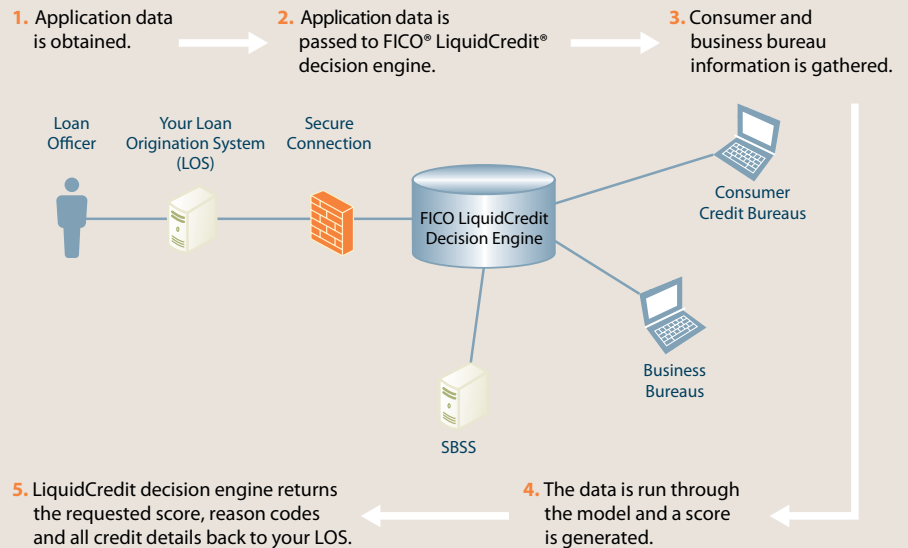 1. Application data
is obtained.
2. Application data is
passed to FICO® LiquidCredit®
decision engine.
3. Consumer and
business bureau
information is gathered.
Loan
Officer
Your Loan
Origination System
(LOS)
Secure
Connection
FICO LiquidCredit
Decision Engine
Consumer
Credit Bureaus
Business
Bureaus
SBSS
4. The data is run through
the model and a score
is generated.
5. LiquidCredit decision engine returns
the requested score, reason codes
and all credit details back to your LOS.